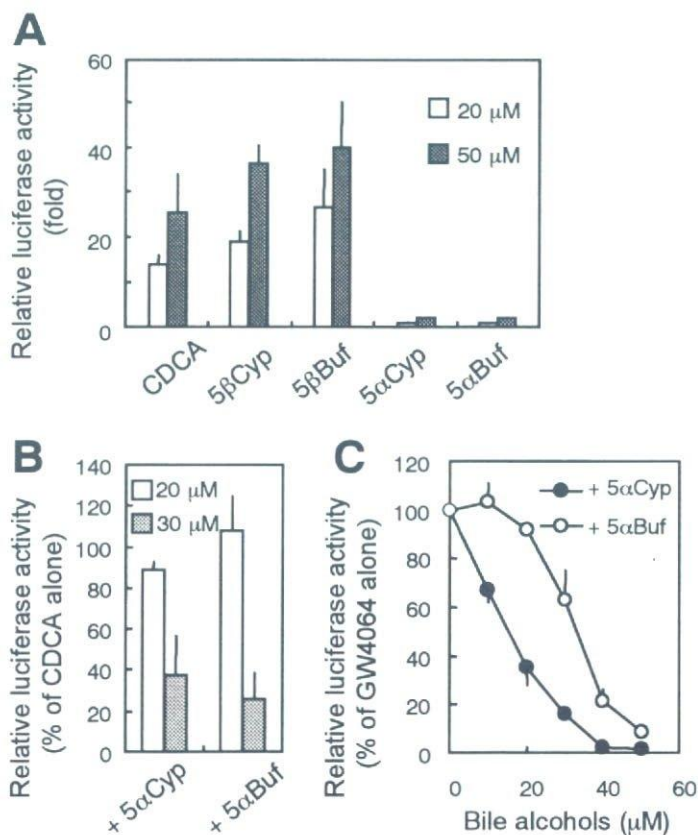 A
Relative luciferase activity
(fold)
60
40
20
0
20 µM
50 µM
CDCA
5βCyp
5βBuf
5αCyp
5αBuf
B
Relative luciferase activity
(% of CDCA alone)
140
120
100
80
60
40
20
0
20 µM
30 µM
+ 5αCyp
+ 5αBuf
C
Relative luciferase activity
(% of GW4064 alone)
120
100
80
60
40
20
0
+ 5αCyp
+ 5αBuf
0 20 40 60
Bile alcohols (µM)